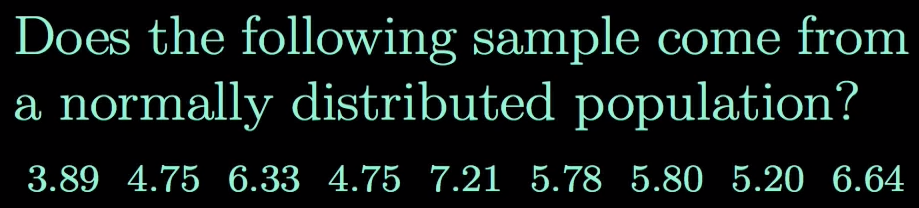 Does the following sample come from
a normally distributed population?
3.89 4.75 6.33 4.75 7.21 5.78 5.80 5.20 6.64